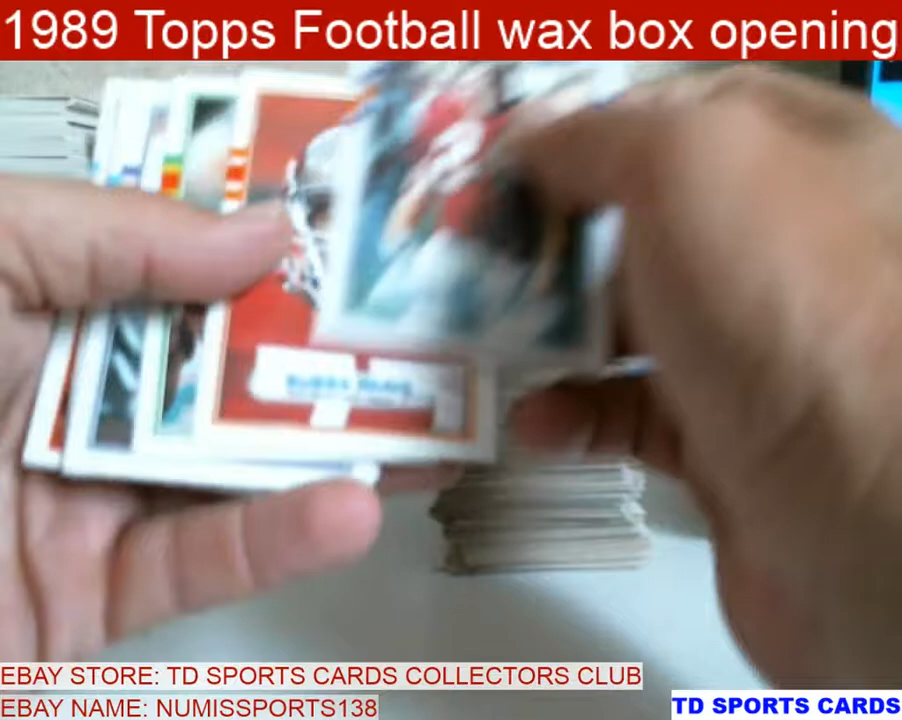 1989 Topps Football wax box opening
EBAY STORE: TD SPORTS CARDS COLLECTORS CLUB
EBAY NAME: NUMISSPORTS138
TD SPORTS CARDS